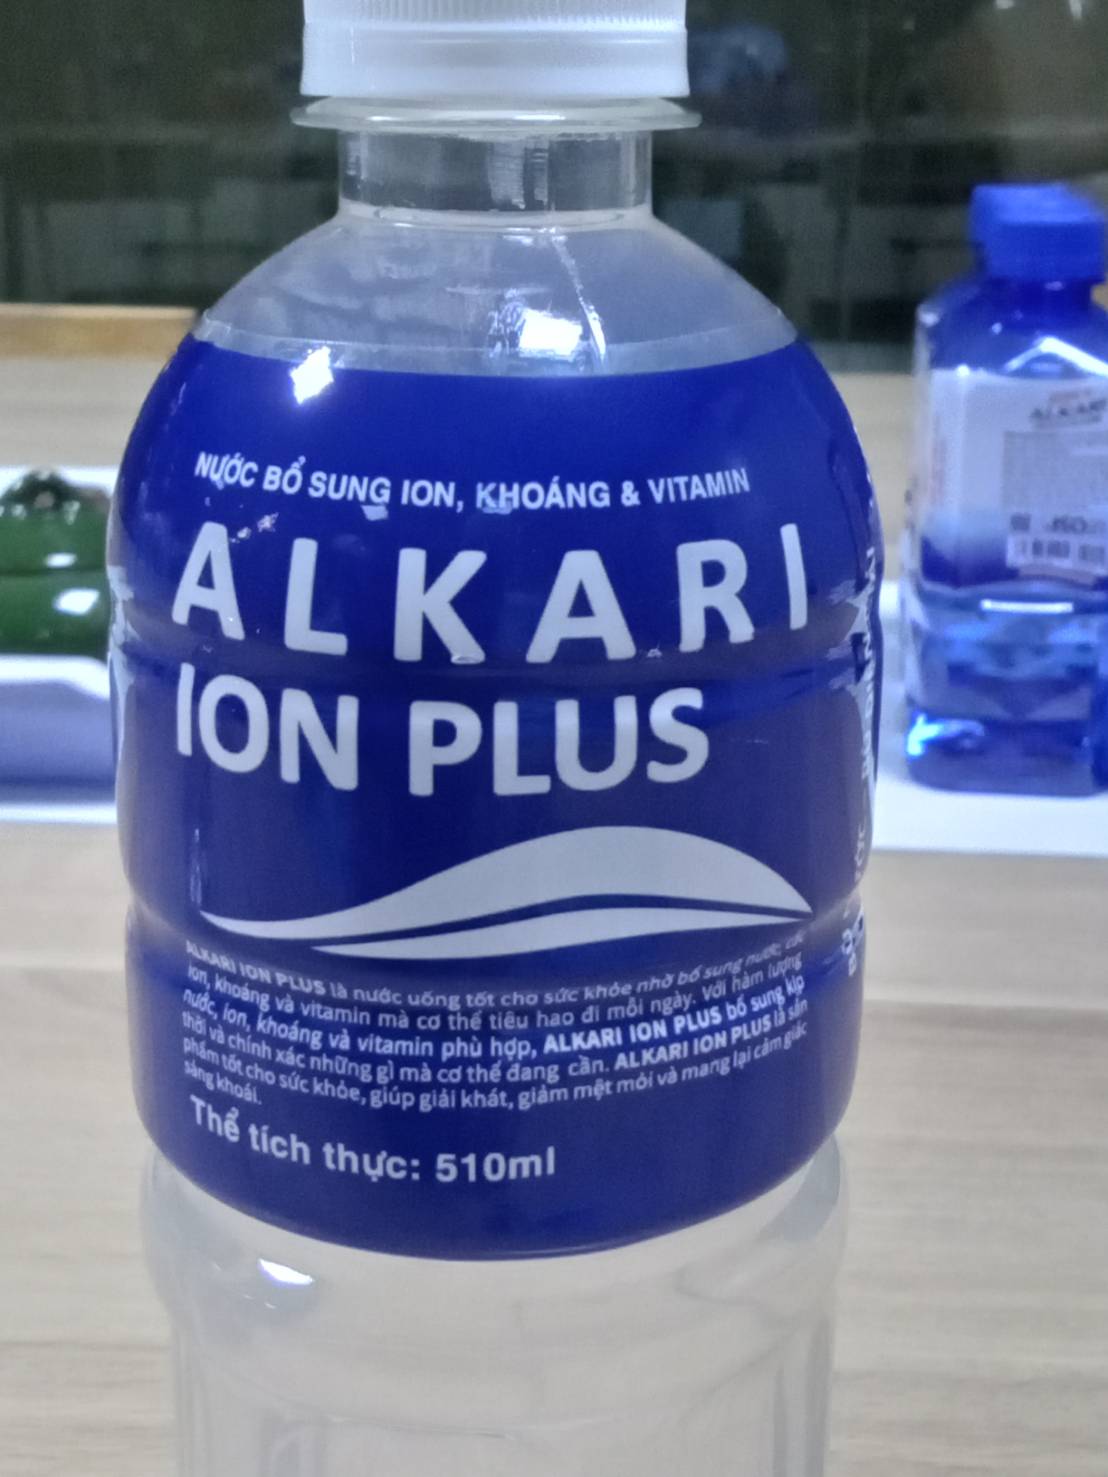 NƯỚC BỔ SUNG ION, KHOÁNG & VITAMIN
ALKARI
ION PLUS
ALKARI ION PLUS là nước uống tốt cho sức khỏe nhờ bổ sung nước, các
ion, khoáng và vitamin mà cơ thể tiêu hao đi mỗi ngày. Với hàm lượng
nước, ion, khoáng và vitamin phù hợp, ALKARI ION PLUS bổ sung kịp
thời và chính xác những gì mà cơ thể đang cần. ALKARI ION PLUS là sản
phẩm tốt cho sức khỏe, giúp giải khát, giảm mệt mỏi và mang lại cảm giác
sảng khoái.
Thể tích thực: 510ml
ALKARI